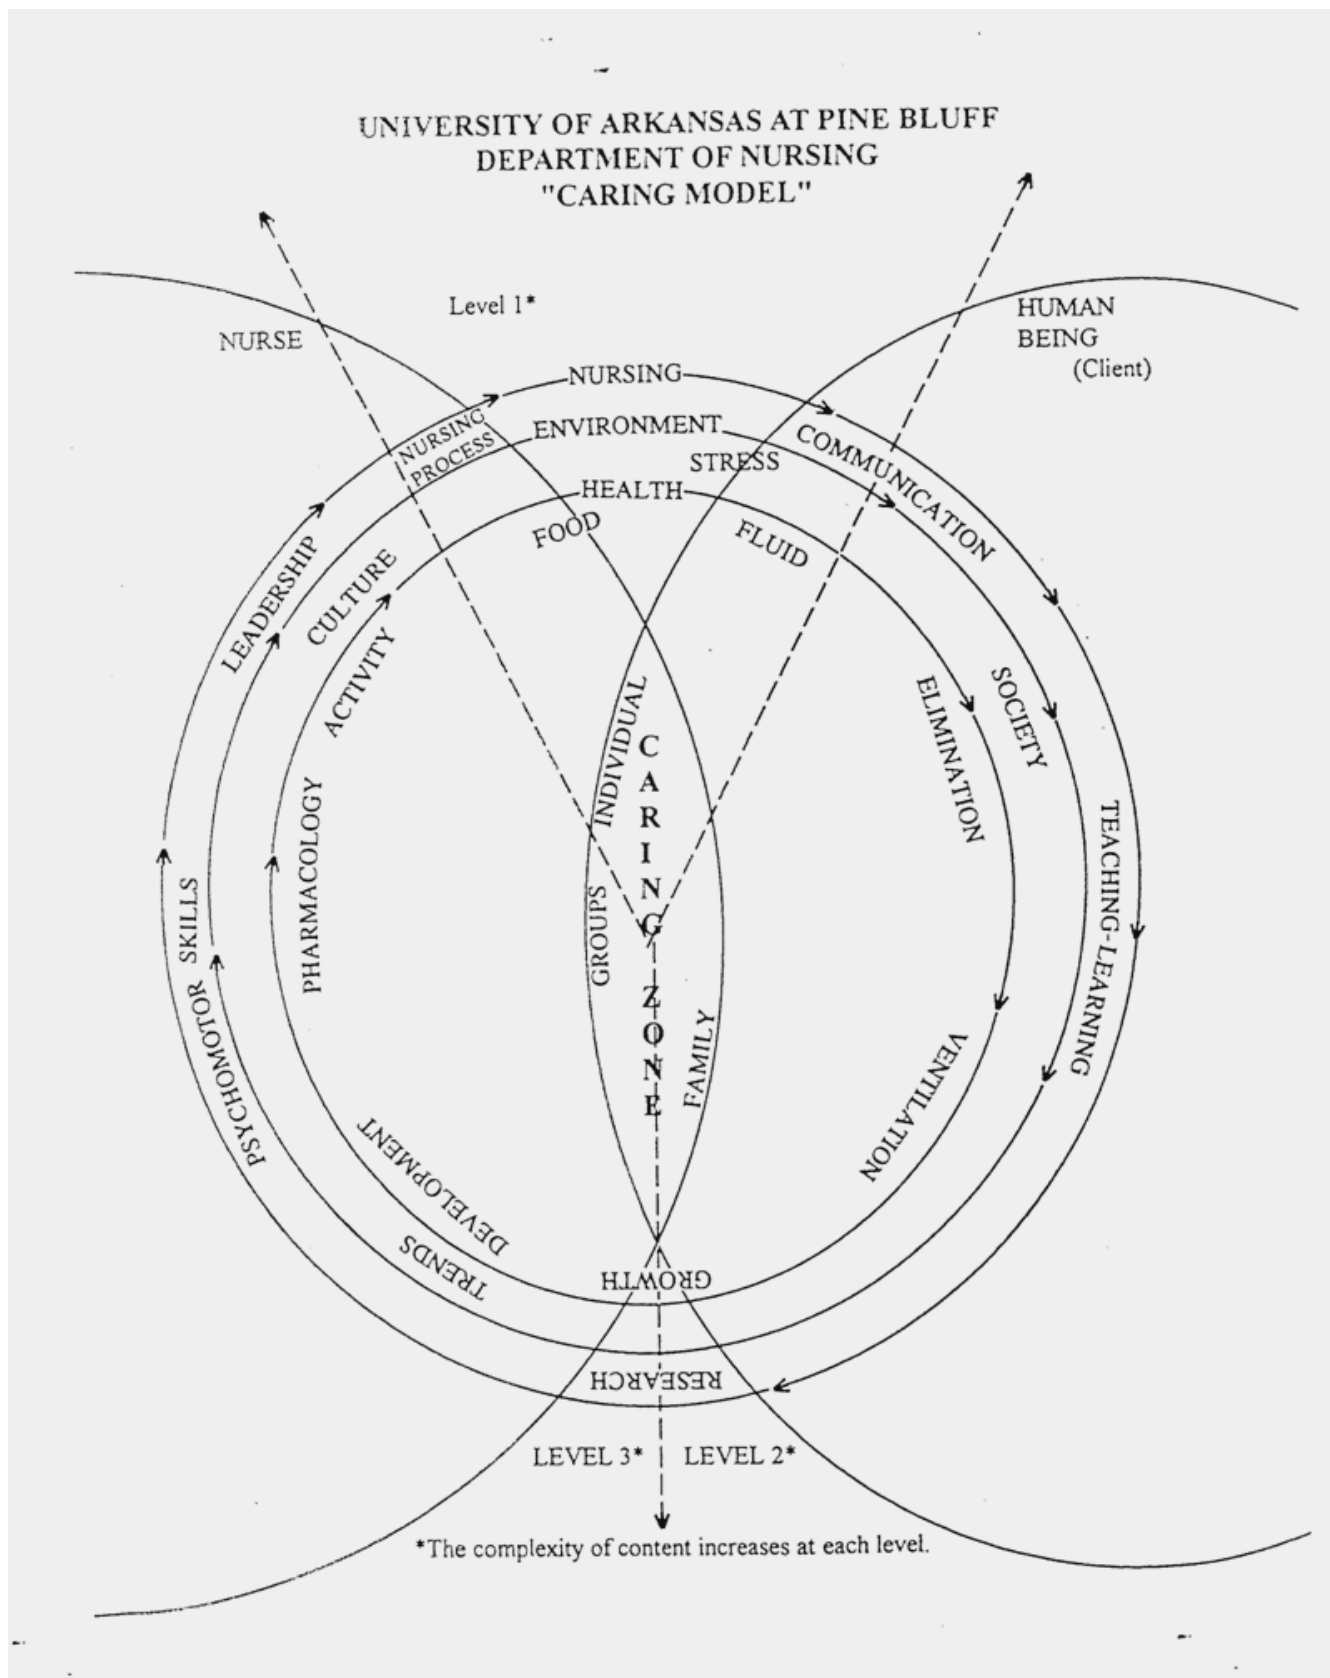 UNIVERSITY OF ARKANSAS AT PINE BLUFF
DEPARTMENT OF NURSING
"CARING MODEL"
Level 1*
NURSE
HUMAN
BEING
(Client)
NURSING
COMMUNICATION
TEACHING-LEARNING
RESEARCH
PSYCHOMOTOR SKILLS
LEADERSHIP
NURSING
PROCESS
ENVIRONMENT
STRESS
SOCIETY
TRENDS
CULTURE
HEALTH
FLUID
ELIMINATION
VENTILATION
GROWTH
DEVELOPMENT
PHARMACOLOGY
ACTIVITY
FOOD
INDIVIDUAL
GROUPS
FAMILY
CARING ZONE
LEVEL 3*
LEVEL 2*
*The complexity of content increases at each level.